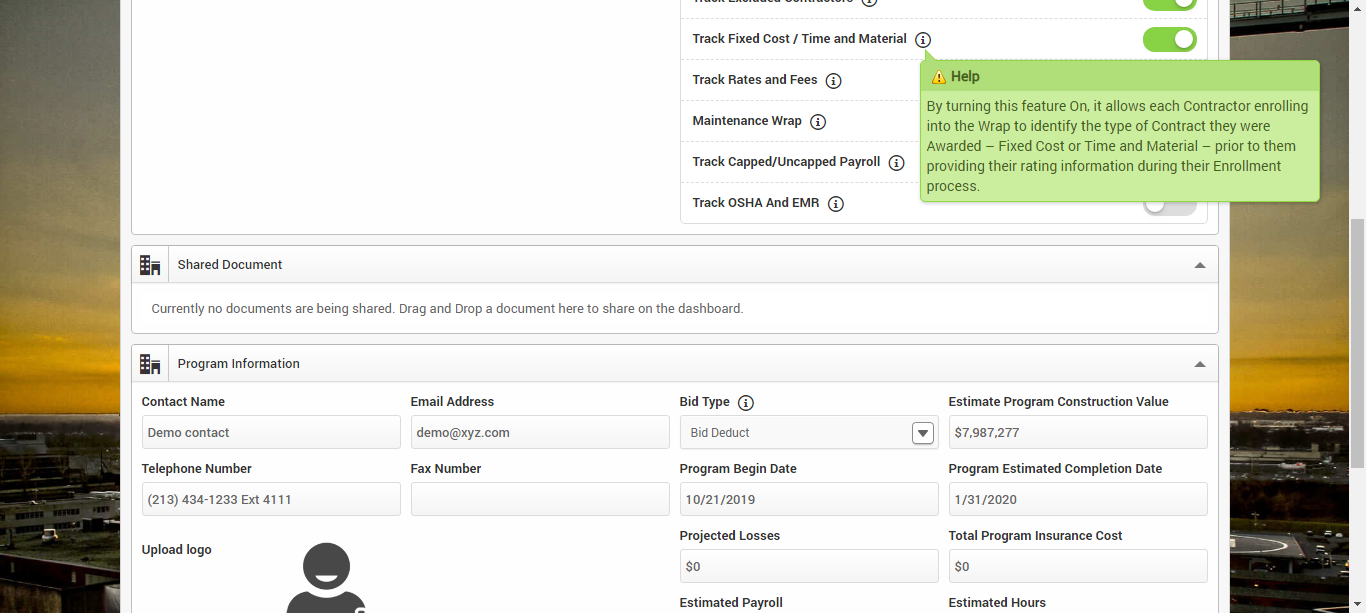 Track Excluded Contractors
Track Fixed Cost / Time and Material
Help
By turning this feature On, it allows each Contractor enrolling
into the Wrap to identify the type of Contract they were
Awarded – Fixed Cost or Time and Material – prior to them
providing their rating information during their Enrollment
process.
Track Rates and Fees
Maintenance Wrap
Track Capped/Uncapped Payroll
Track OSHA And EMR
Shared Document
Currently no documents are being shared. Drag and Drop a document here to share on the dashboard.
Program Information
Contact Name
Demo contact
Email Address
demo@xyz.com
Bid Type
Bid Deduct
Estimate Program Construction Value
$7,987,277
Telephone Number
(213) 434-1233 Ext 4111
Fax Number
Program Begin Date
10/21/2019
Program Estimated Completion Date
1/31/2020
Upload logo
Projected Losses
$0
Total Program Insurance Cost
$0
Estimated Payroll
Estimated Hours